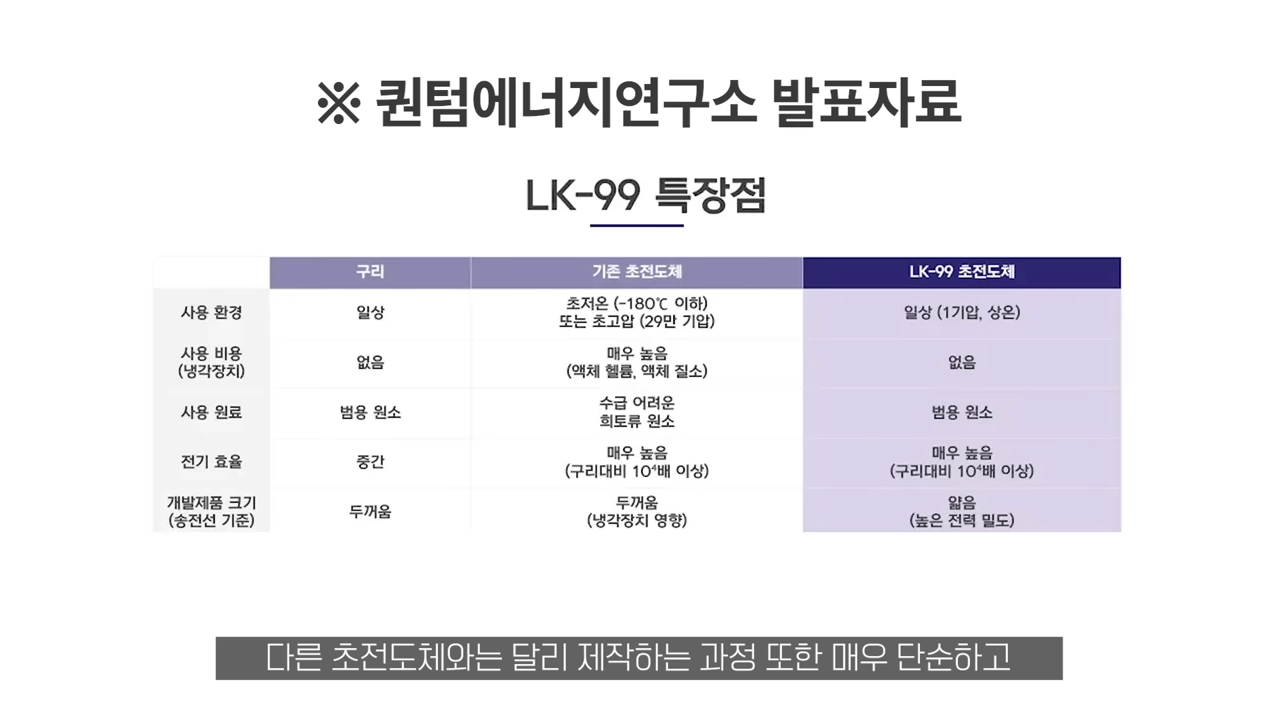 ※ 퀀텀에너지연구소 발표자료
LK-99 특장점
구리 기존 초전도체 LK-99 초전도체
사용 환경 일상 초저온 (-180℃ 이하) 또는 초고압 (29만 기압) 일상 (1기압, 상온)
사용 비용 (냉각장치) 없음 매우 높음 (액체 헬륨, 액체 질소) 없음
사용 원료 범용 원소 수급 어려운 희토류 원소 범용 원소
전기 효율 중간 매우 높음 (구리대비 10⁴배 이상) 매우 높음 (구리대비 10⁴배 이상)
개발제품 크기 (송전선 기준) 두꺼움 두꺼움 (냉각장치 영향) 얇음 (높은 전력 밀도)
다른 초전도체와는 달리 제작하는 과정 또한 매우 단순하고